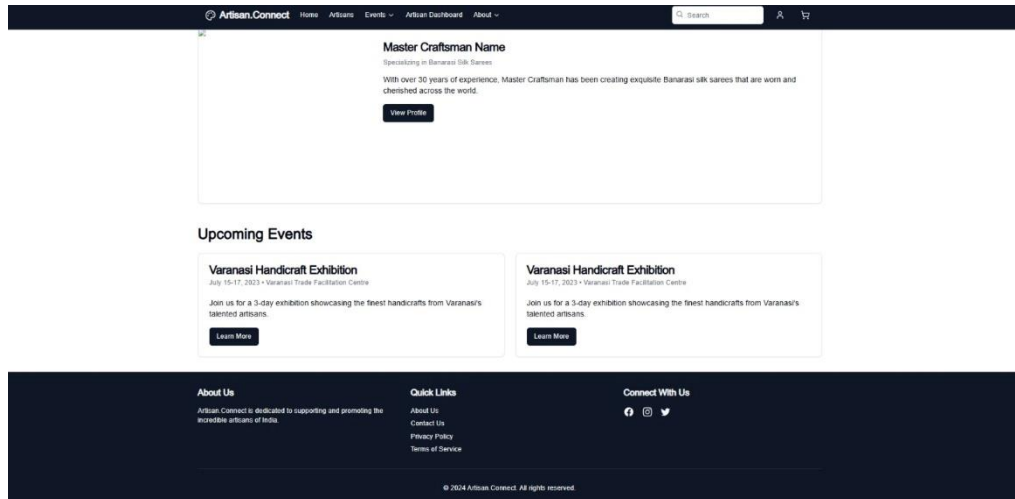 Artisan.Connect Home Artisans Events Artisan Dashboard About Search
Master Craftsman Name
Specializing in Banarasi Silk Sarees
With over 30 years of experience, Master Craftsman has been creating exquisite Banarasi silk sarees that are worn and
cherished across the world.
View Profile
Upcoming Events
Varanasi Handicraft Exhibition
July 15-17, 2023 • Varanasi Trade Facilitation Centre
Join us for a 3-day exhibition showcasing the finest handicrafts from Varanasi's
talented artisans.
Learn More
Varanasi Handicraft Exhibition
July 15-17, 2023 • Varanasi Trade Facilitation Centre
Join us for a 3-day exhibition showcasing the finest handicrafts from Varanasi's
talented artisans.
Learn More
About Us
Artisan.Connect is dedicated to supporting and promoting the
incredible artisans of India.
Quick Links
About Us
Contact Us
Privacy Policy
Terms of Service
Connect With Us
© 2024 Artisan Connect. All rights reserved.